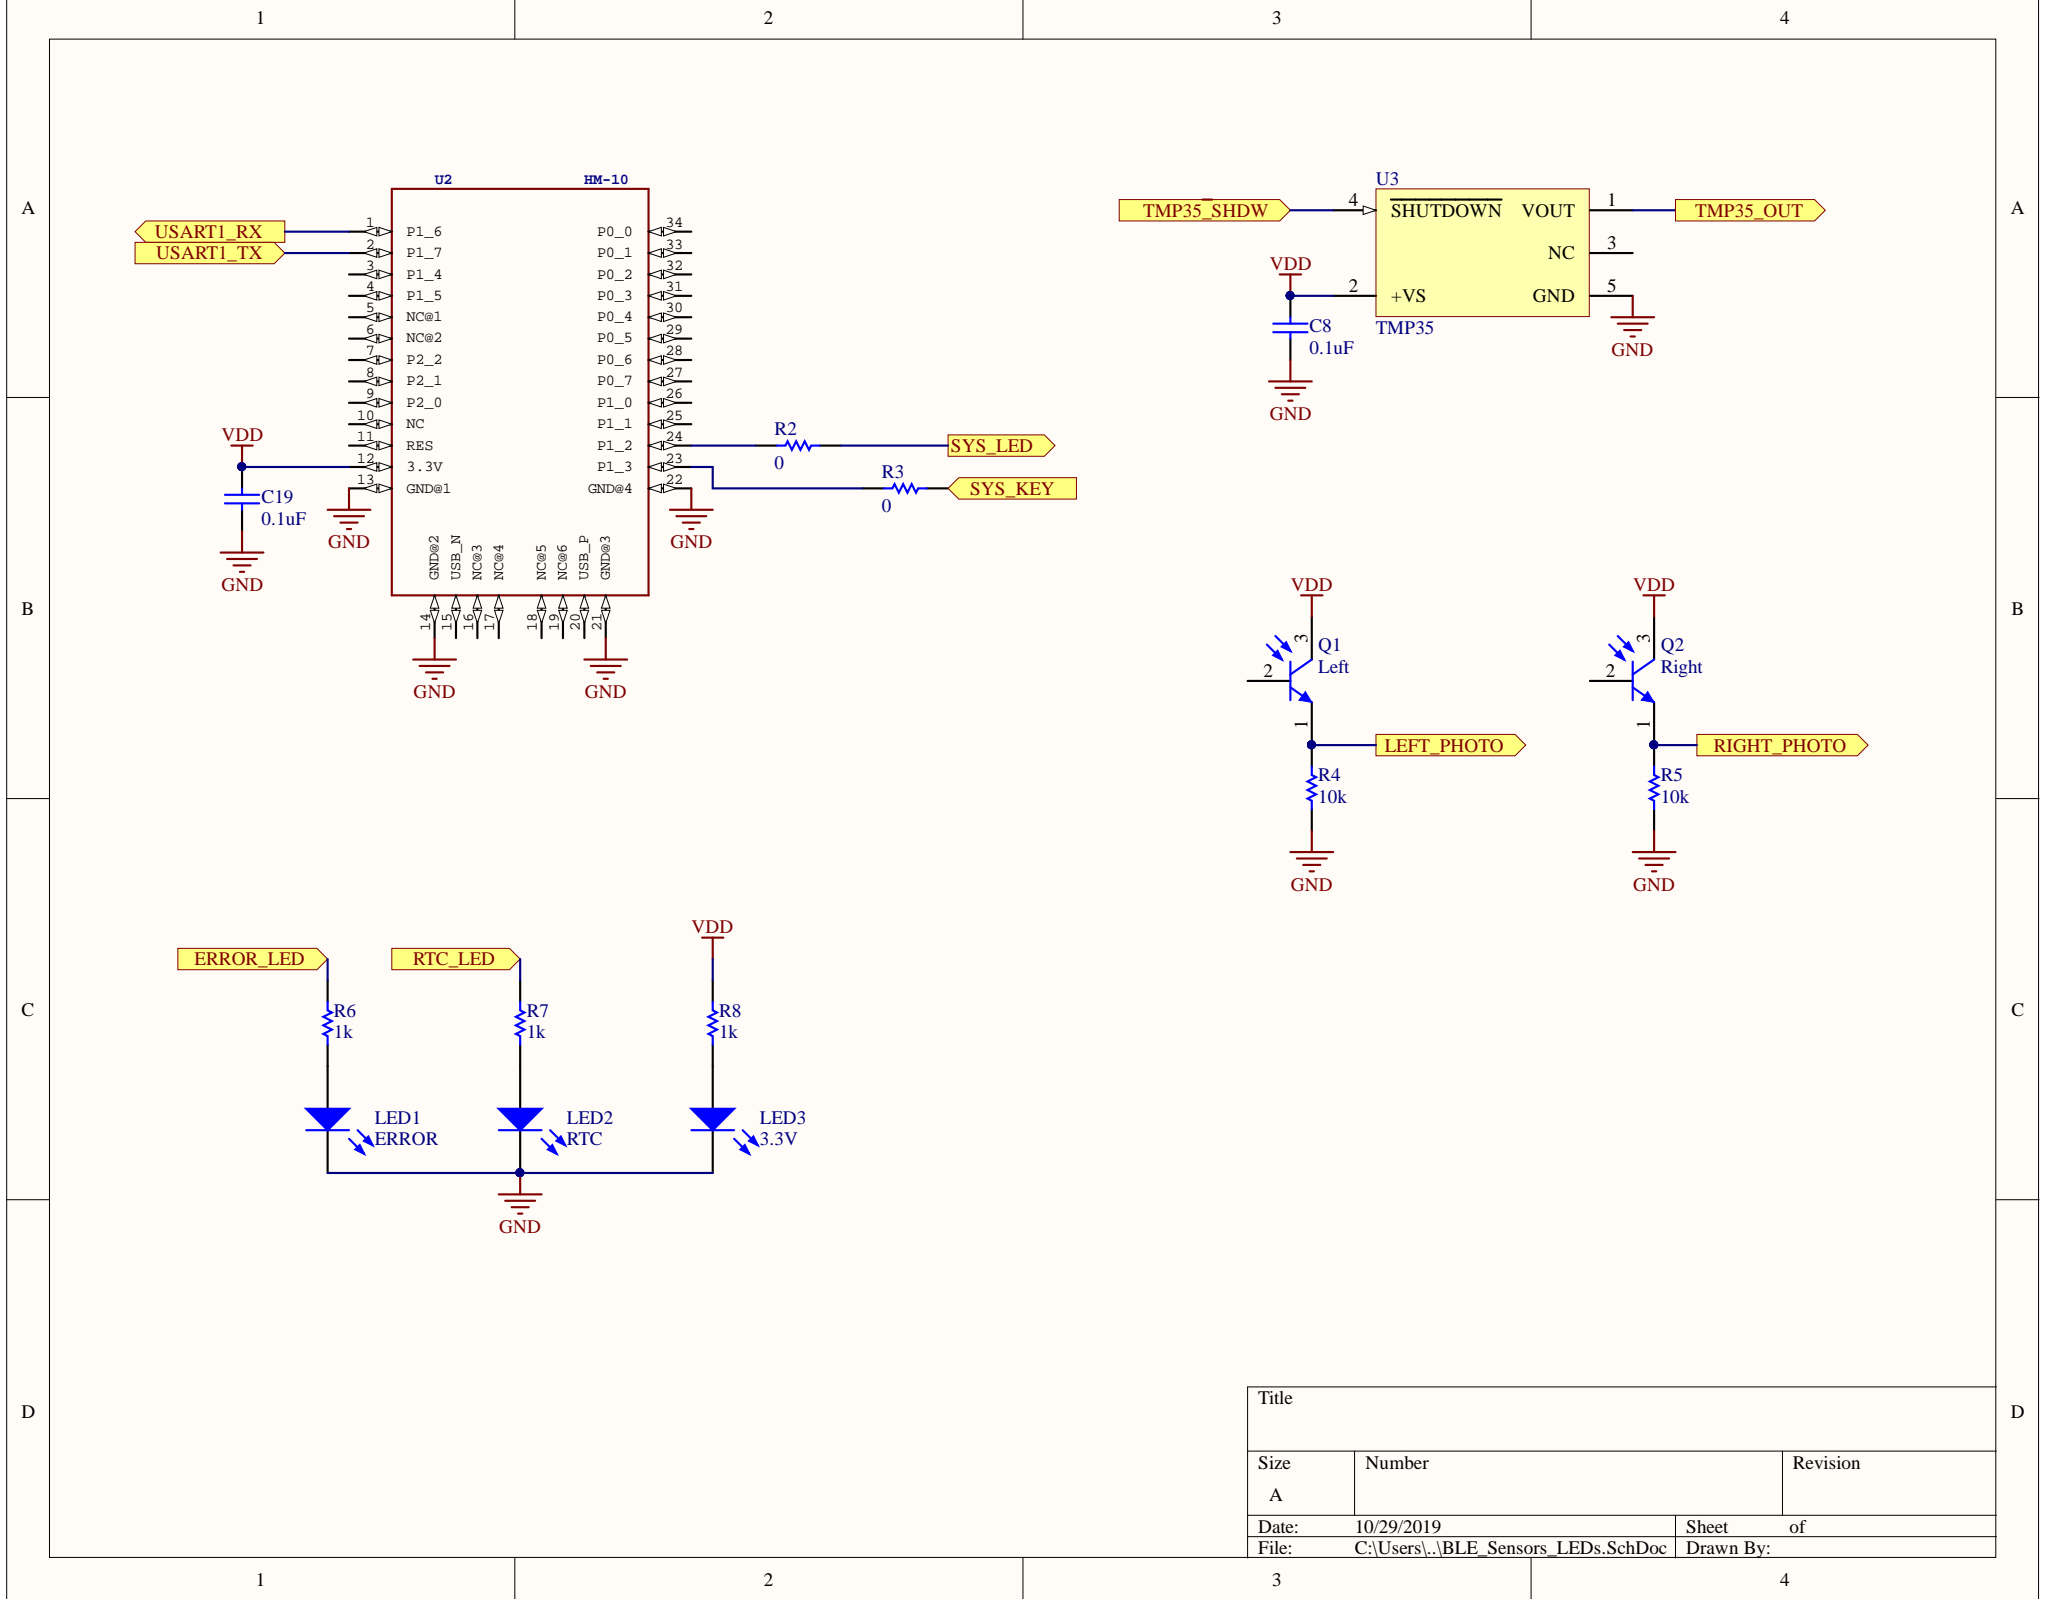 1 2 3 4
A A
B B
C C
D D
U2 HM-10
USART1_RX
USART1_TX
1 P1_6 P0_0 34
2 P1_7 P0_1 33
3 P1_4 P0_2 32
4 P1_5 P0_3 31
5 NC@1 P0_4 30
6 NC@2 P0_5 29
7 P2_2 P0_6 28
8 P2_1 P0_7 27
9 P2_0 P1_0 26
10 NC P1_1 25
11 RES P1_2 24
12 3.3V P1_3 23
13 GND@1 GND@4 22
GND@2 USB_N NC@3 NC@4 NC@5 NC@6 USB_P GND@3
14 15 16 17 18 19 20 21
VDD
C19
0.1uF
GND
GND
GND
GND
GND
R2
0
SYS_LED
R3
0
SYS_KEY
U3
TMP35_SHDW
4 SHUTDOWN VOUT 1
TMP35_OUT
NC 3
VDD
2 +VS GND 5
TMP35
C8
0.1uF
GND
GND
VDD
3
Q1
Left
2
1
LEFT_PHOTO
R4
10k
GND
VDD
3
Q2
Right
2
1
RIGHT_PHOTO
R5
10k
GND
ERROR_LED
RTC_LED
VDD
R6
1k
R7
1k
R8
1k
LED1
ERROR
LED2
RTC
LED3
3.3V
GND
Title
Size
A
Number
Revision
Date: 10/29/2019 Sheet of
File: C:\Users\..\BLE_Sensors_LEDs.SchDoc Drawn By:
1 2 3 4